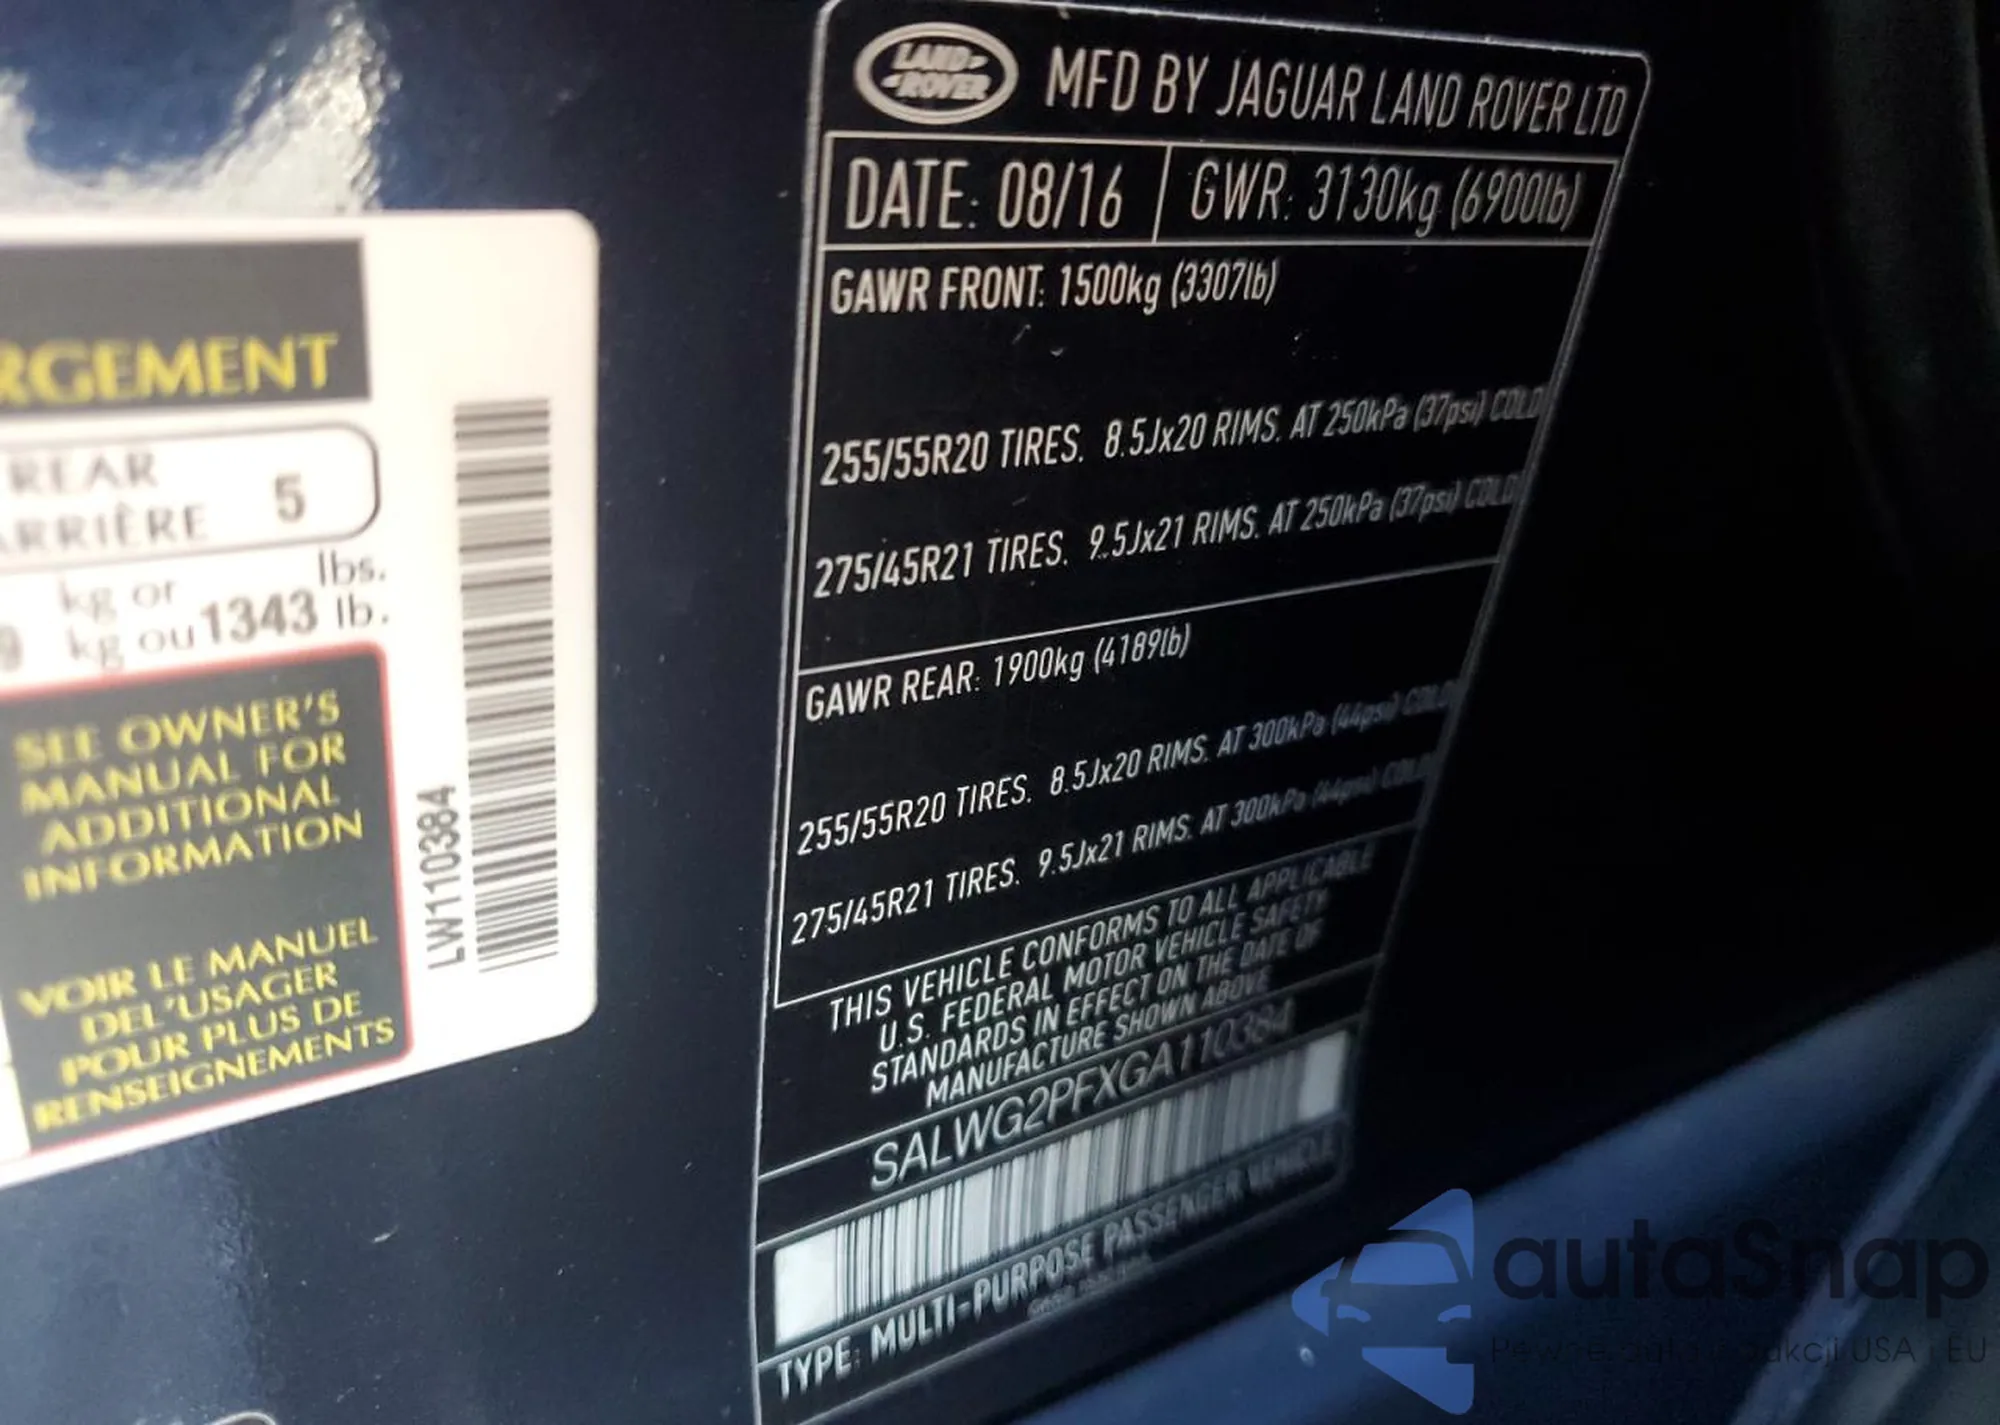 RGEMENT
REAR
ARRIÈRE
5
kg or lbs.
kg ou 1343 lb.
SEE OWNER'S
MANUAL FOR
ADDITIONAL
INFORMATION
VOIR LE MANUEL
DEL'USAGER
POUR PLUS DE
RENSEIGNEMENTS
LW110384
LAND
ROVER
MFD BY JAGUAR LAND ROVER LTD
DATE: 08/16 GWR: 3130kg (6900lb)
GAWR FRONT: 1500kg (3307lb)
255/55R20 TIRES. 8.5Jx20 RIMS. AT 250kPa (37psi) COLD
275/45R21 TIRES. 9.5Jx21 RIMS. AT 250kPa (37psi) COLD
GAWR REAR: 1900kg (4189lb)
255/55R20 TIRES. 8.5Jx20 RIMS. AT 300kPa (44psi) COLD
275/45R21 TIRES. 9.5Jx21 RIMS. AT 300kPa (44psi) COLD
THIS VEHICLE CONFORMS TO ALL APPLICABLE
U.S. FEDERAL MOTOR VEHICLE SAFETY
STANDARDS IN EFFECT ON THE DATE OF
MANUFACTURE SHOWN ABOVE
SALWG2PFXGA110384
TYPE: MULTI-PURPOSE PASSENGER VEHICLE
autaSnap
USA EU